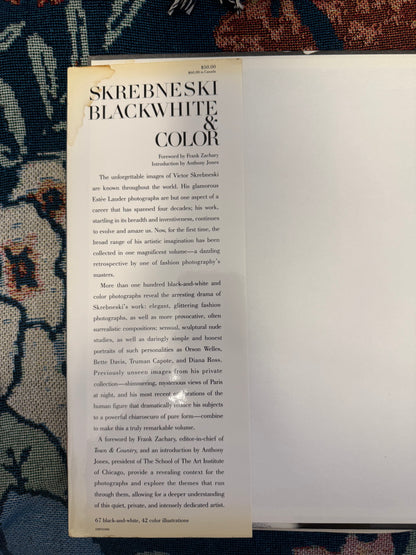 $50.00
$60.00 in Canada
SKREBNESKI
BLACKWHITE
&
COLOR
Foreword by Frank Zachary
Introduction by Anthony Jones
The unforgettable images of Victor Skrebneski
are known throughout the world. His glamorous
Estée Lauder photographs are but one aspect of a
career that has spanned four decades; his work,
startling in its breadth and inventiveness, continues
to evolve and amaze us. Now, for the first time, the
broad range of his artistic imagination has been
collected in one magnificent volume—a dazzling
retrospective by one of fashion photography's
masters.
More than one hundred black-and-white and
color photographs reveal the arresting drama of
Skrebneski's work: elegant, glittering fashion
photographs, as well as more provocative, often
surrealistic compositions; sensual, sculptural nude
studies, as well as daringly simple and honest
portraits of such personalities as Orson Welles,
Bette Davis, Truman Capote, and Diana Ross.
Previously unseen images from his private
collection—shimmering, mysterious views of Paris
at night, and his most recent explorations of the
human figure that dramatically reduce his subjects
to a powerful chiaroscuro of pure form—combine
to make this a truly remarkable volume.
A foreword by Frank Zachary, editor-in-chief of
Town & Country, and an introduction by Anthony
Jones, president of The School of The Art Institute
of Chicago, provide a revealing context for the
photographs and explore the themes that run
through them, allowing for a deeper understanding
of this quiet, private, and intensely dedicated artist.
67 black-and-white, 42 color illustrations